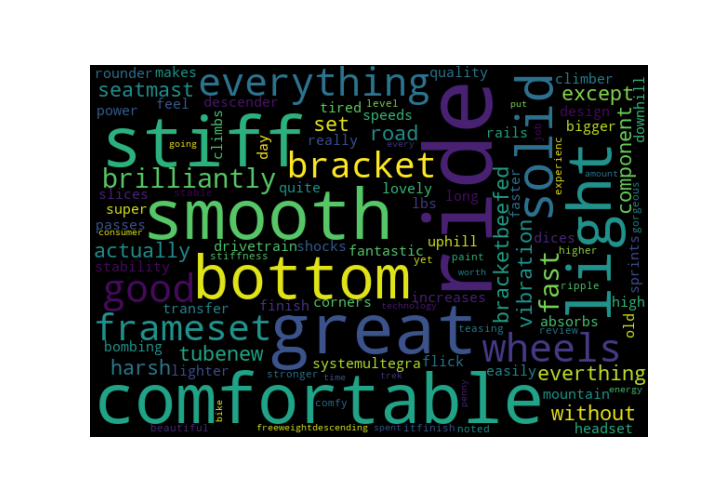 rounder makes
seatmast
everything
quality
climber
power
feel
descender
tired
level
speeds
put
except
design
downhill
stiff
going
climbs
day
set
really
road
every
ride
rails
job
solid
experienc
bigger
component
brilliantly
bracket
quite
lovely
lbs
long
faster
light
amount
gorgeous
slices
stable
super
passes
smooth
bracketbeefed
vibration
fast
dices
higher
actually
stability
drivetrain
shocks
fantastic
uphill
yet
paint
ripple
sprints
consumer
stiffness
good
bottom
worth
absorbs
high
transfer
finish
corners
increases
technology
old
frameset
great
teasing
review
wheels
bombing
tubenew
harsh
lighter
systemultegra
flick
easily
everthing
stronger
time
trek
mountain
energy
comfortable
comfy
penny
without
bike
beautiful
freeweightdescending
spent
itfinish
noted
headset